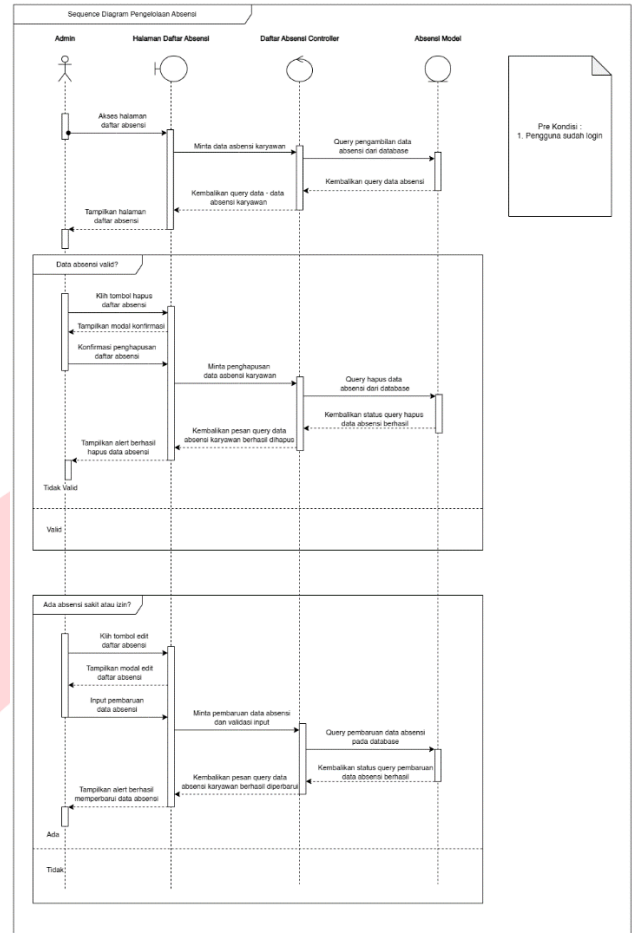 Sequence Diagram Pengelolaan Absensi
Admin
Halaman Daftar Absensi
Daftar Absensi Controller
Absensi Model
Pre Kondisi :
1. Pengguna sudah login
Akses halaman
daftar absensi
Minta data asbensi karyawan
Query pengambilan data
absensi dari database
Kembalikan query data absensi
Kembalikan query data - data
absensi karyawan
Tampilkan halaman
daftar absensi
Data absensi valid?
Klih tombol hapus
daftar absensi
Tampilkan modal konfirmasi
Konfirmasi penghapusan
daftar absensi
Minta penghapusan
data asbensi karyawan
Query hapus data
absensi dari database
Kembalikan status query hapus
data absensi berhasil
Kembalikan pesan query data
absensi karyawan berhasil dihapus
Tampilkan alert berhasil
hapus data absensi
Tidak Valid
Valid
Ada absensi sakit atau izin?
Klih tombol edit
daftar absensi
Tampilkan modal edit
daftar absensi
Input pembaruan
data absensi
Minta pembaruan data absensi
dan validasi input
Query pembaruan data absensi
pada database
Kembalikan status query pembaruan
data absensi berhasil
Kembalikan pesan query data
absensi karyawan berhasil diperbarui
Tampilkan alert berhasil
memperbarui data absensi
Ada
Tidak